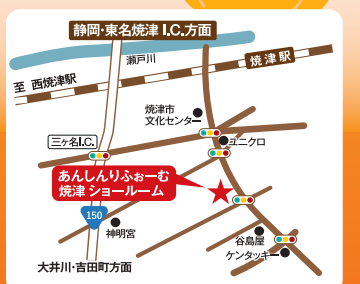 静岡・東名焼津 I.C.方面
瀬戸川
焼津駅
至 西焼津駅
焼津市
文化センター
ユニクロ
三ヶ名I.C.
あんしんりふぉーむ
焼津 ショールーム
150
神明宮
谷島屋
ケンタッキー
大井川・吉田町方面